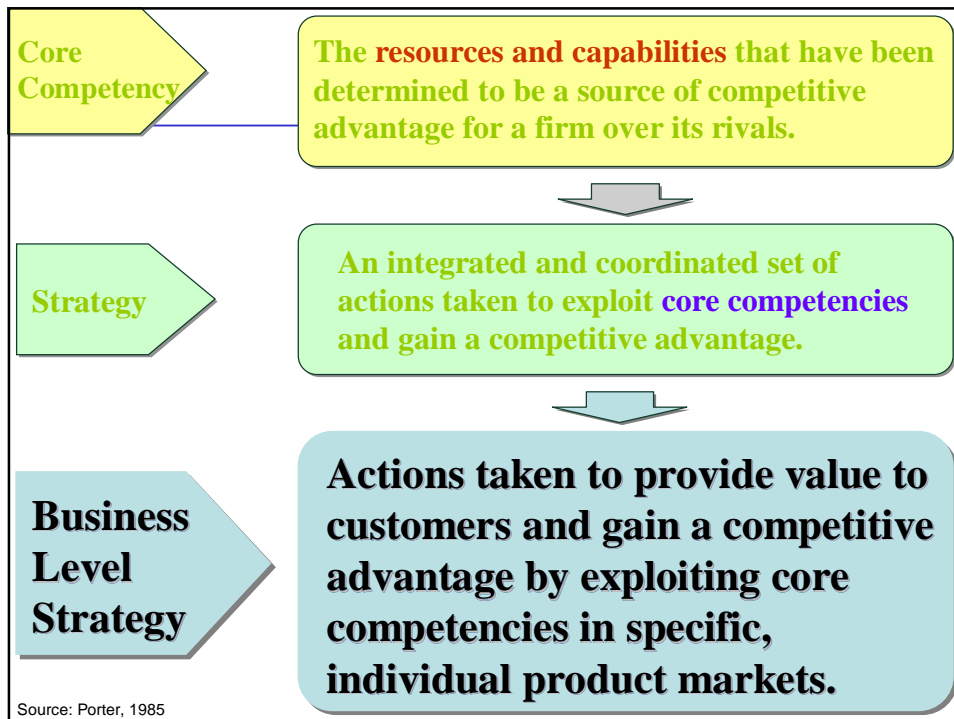 Core
Competency
The resources and capabilities that have been
determined to be a source of competitive
advantage for a firm over its rivals.
Strategy
An integrated and coordinated set of
actions taken to exploit core competencies
and gain a competitive advantage.
Business
Level
Strategy
Actions taken to provide value to
customers and gain a competitive
advantage by exploiting core
competencies in specific,
individual product markets.
Source: Porter, 1985